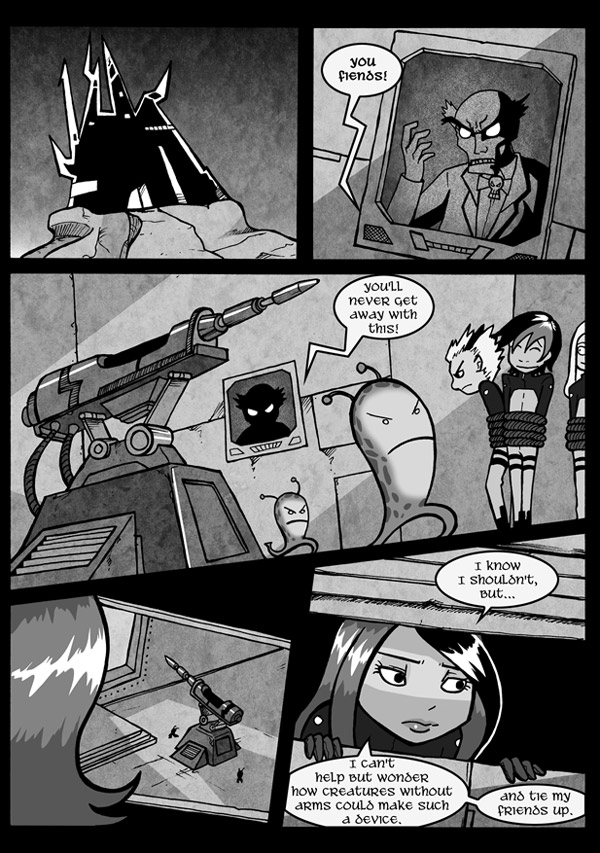 you
fiends!
you'll
never get
away with
this!
I know
I shouldn't,
but...
I can't
help but wonder
how creatures without
arms could make such
a device.
and tie my
friends up.